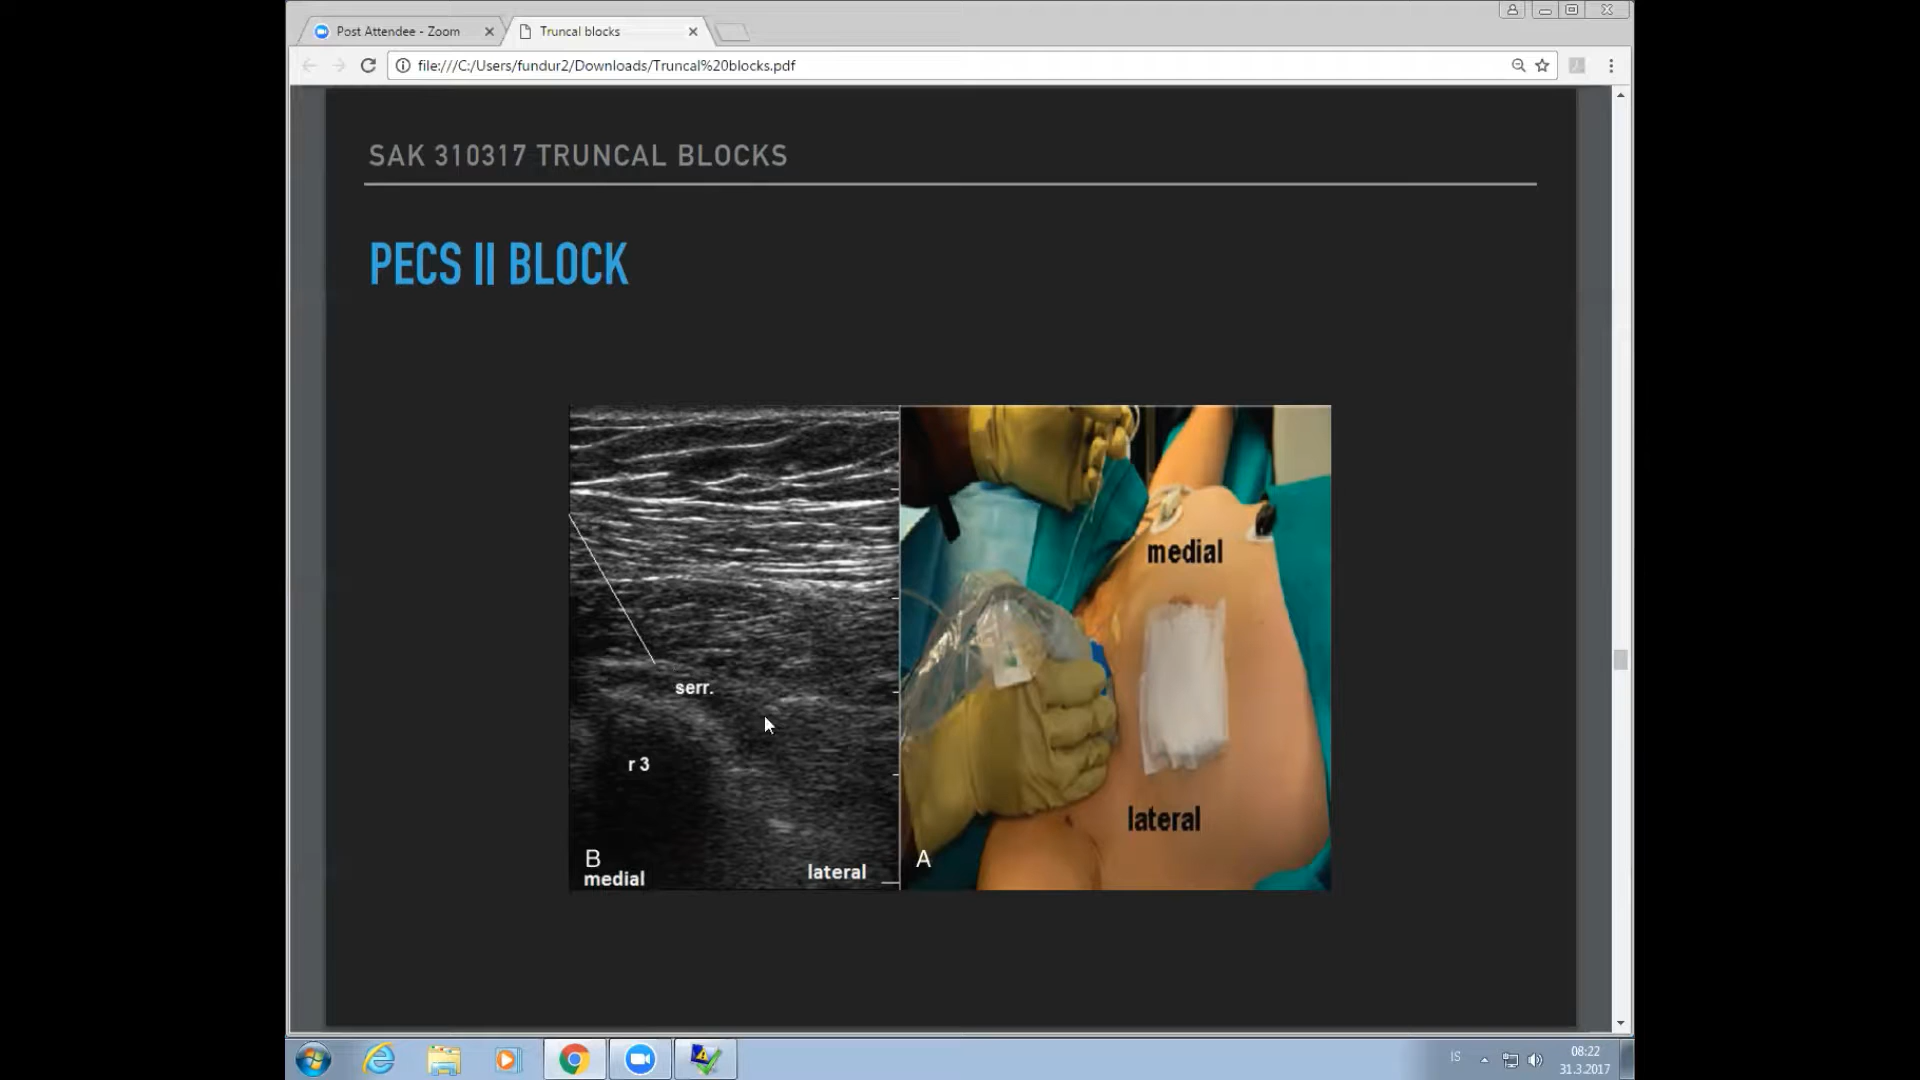 Post Attendee - Zoom
Truncal blocks
file:///C:/Users/fundur2/Downloads/Truncal%20blocks.pdf
SAK 310317 TRUNCAL BLOCKS
PECS II BLOCK
medial
serr.
r 3
lateral
B
A
medial
lateral
IS
08:22
31.3.2017